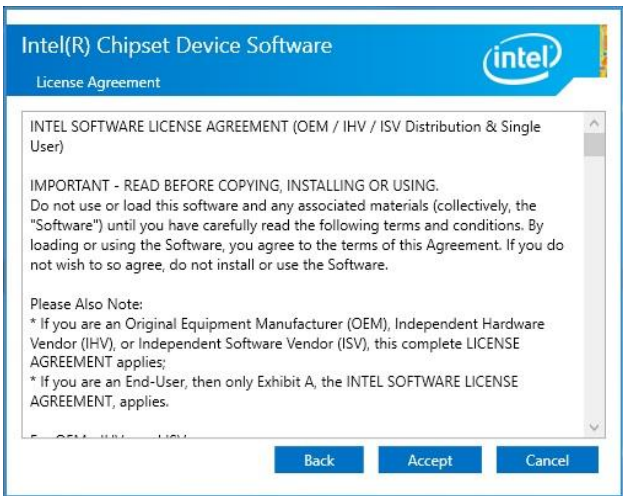 Intel(R) Chipset Device Software
intel
License Agreement
INTEL SOFTWARE LICENSE AGREEMENT (OEM / IHV / ISV Distribution & Single
User)
IMPORTANT - READ BEFORE COPYING, INSTALLING OR USING.
Do not use or load this software and any associated materials (collectively, the
"Software") until you have carefully read the following terms and conditions. By
loading or using the Software, you agree to the terms of this Agreement. If you do
not wish to so agree, do not install or use the Software.
Please Also Note:
* If you are an Original Equipment Manufacturer (OEM), Independent Hardware
Vendor (IHV), or Independent Software Vendor (ISV), this complete LICENSE
AGREEMENT applies;
* If you are an End-User, then only Exhibit A, the INTEL SOFTWARE LICENSE
AGREEMENT, applies.
Back Accept Cancel